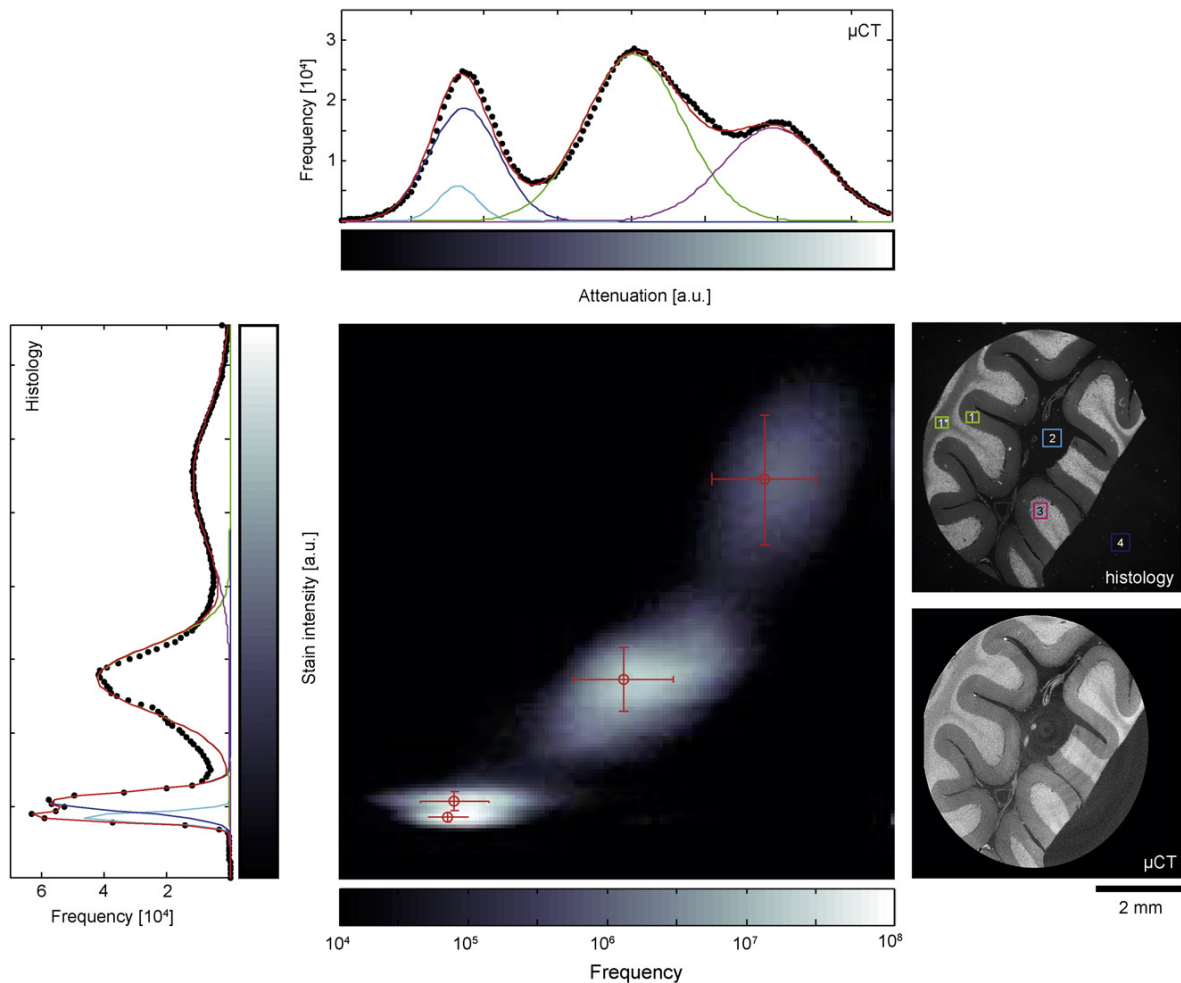 µCT
Frequency [10⁴]
3
2
1
Attenuation [a.u.]
Histology
6
4
2
Frequency [10⁴]
Stain intensity [a.u.]
10⁴
10⁵
10⁶
10⁷
10⁸
Frequency
1*
1
2
3
4
histology
µCT
2 mm